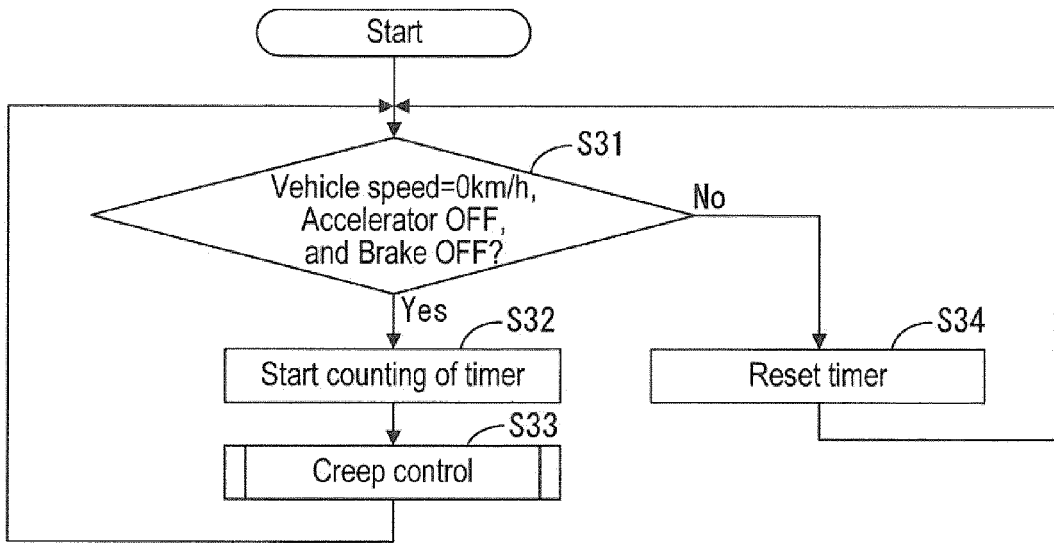 Start
S31
Vehicle speed=0km/h,
Accelerator OFF,
and Brake OFF?
No
Yes
S32
Start counting of timer
S34
Reset timer
S33
Creep control